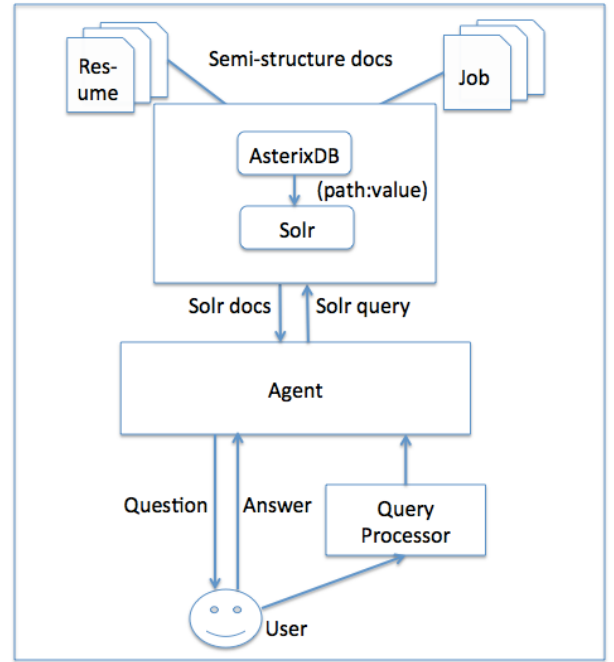 Semi-structure docs
Res-
ume
Job
AsterixDB
(path:value)
Solr
Solr docs
Solr query
Agent
Question
Answer
Query
Processor
User